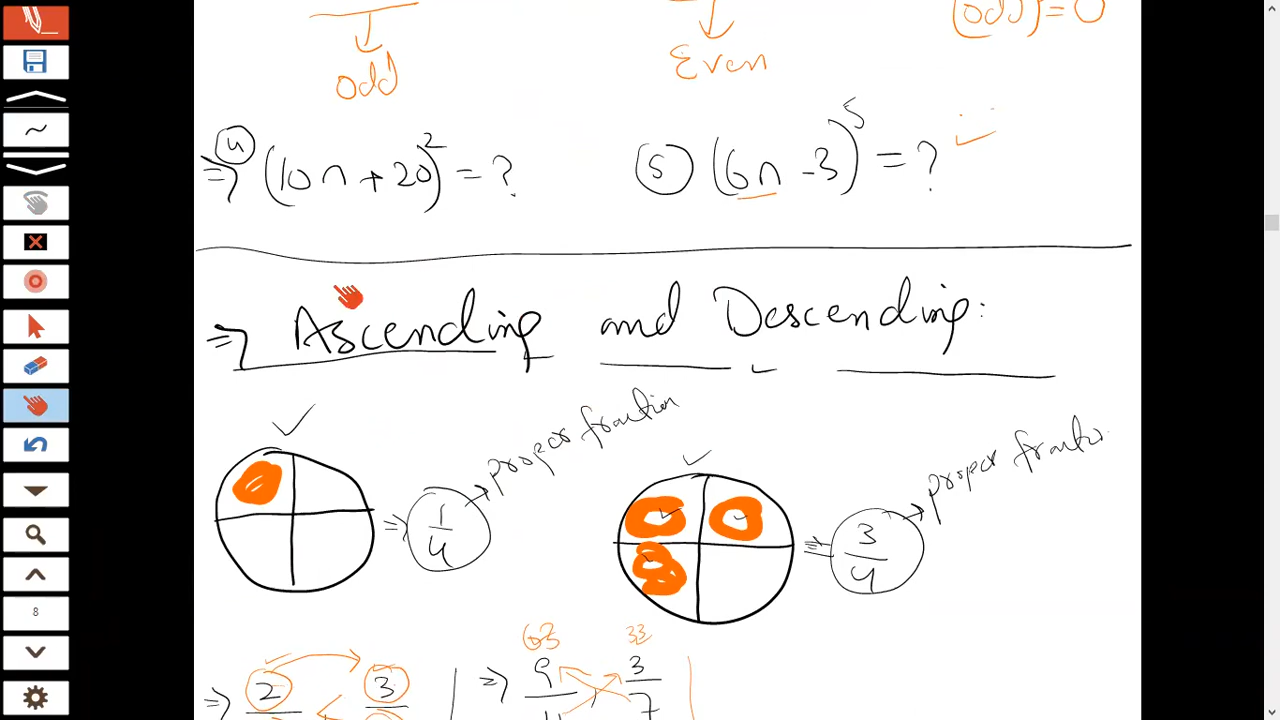 (odd) = 0
odd
Even
⇒ ④ (10n + 20)² = ?
⑤ (6n - 3)⁵ = ?
⇒ Ascending and Descending:
⇒ 1/4 → proper fraction
⇒ 3/4 → proper fraction
63 33
⇒ 2 3 ⇒ 9 3
7
8